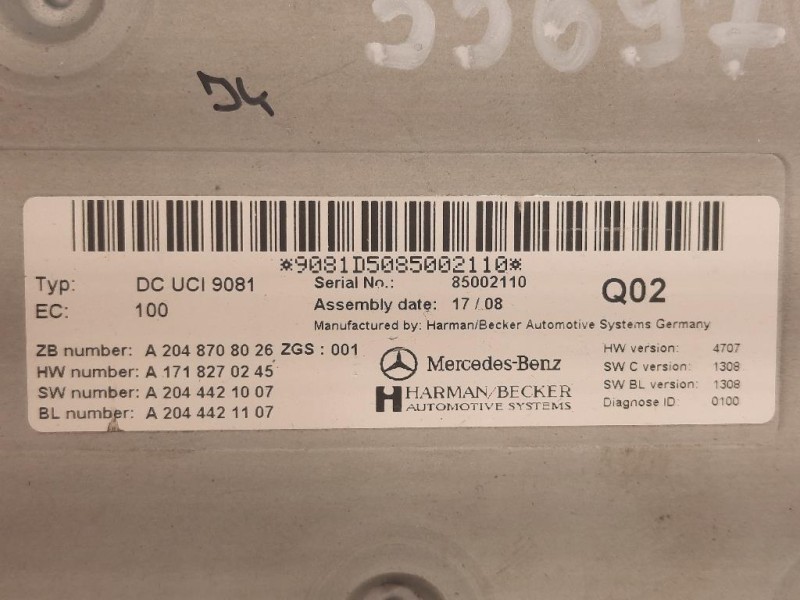 55697
J4
*9081D5085002110*
Typ: DC UCI 9081 Serial No.: 85002110 Q02
EC: 100 Assembly date: 17 / 08
Manufactured by: Harman/Becker Automotive Systems Germany
ZB number: A 204 870 80 26 ZGS : 001 Mercedes-Benz HW version: 4707
HW number: A 171 827 02 45 SW C version: 1308
SW number: A 204 442 10 07 HARMAN/BECKER SW BL version: 1308
BL number: A 204 442 11 07 AUTOMOTIVE SYSTEMS Diagnose ID: 0100